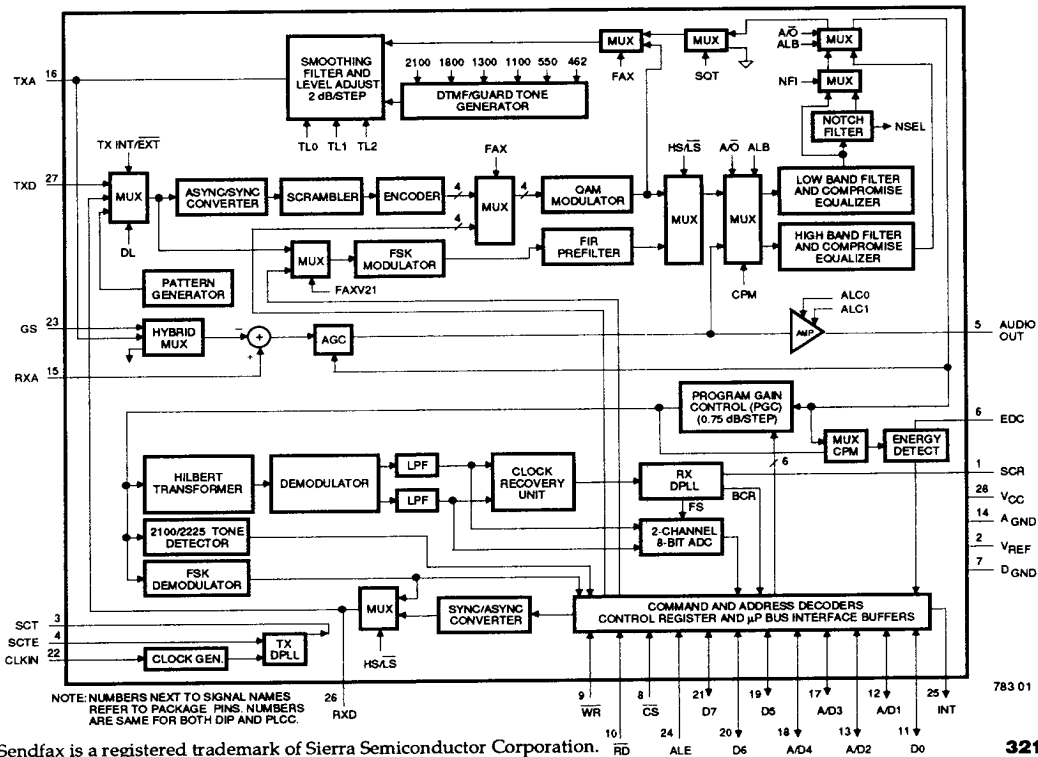 A/O
ALB
MUX
MUX
MUX
FAX
SQT
NFI
MUX
TXA 16
SMOOTHING
FILTER AND
LEVEL ADJUST
2 dB/STEP
2100 1800 1300 1100 550 462
DTMF/GUARD TONE
GENERATOR
NOTCH
FILTER
NSEL
TL0 TL1 TL2
TX INT/EXT
FAX
HS/LS
A/O
ALB
TXD 27
MUX
DL
ASYNC/SYNC
CONVERTER
SCRAMBLER
ENCODER
4
4
MUX
4
QAM
MODULATOR
MUX
MUX
CPM
LOW BAND FILTER
AND COMPROMISE
EQUALIZER
HIGH BAND FILTER
AND COMPROMISE
EQUALIZER
MUX
FAXV21
FSK
MODULATOR
FIR
PREFILTER
PATTERN
GENERATOR
ALC0
ALC1
GS 23
HYBRID
MUX
−
+
+
AGC
AMP
5 AUDIO
OUT
RXA 15
PROGRAM GAIN
CONTROL (PGC)
(0.75 dB/STEP)
6
MUX
CPM
ENERGY
DETECT
6 EDC
HILBERT
TRANSFORMER
DEMODULATOR
LPF
LPF
CLOCK
RECOVERY
UNIT
RX
DPLL
BCR
FS
1 SCR
28 VCC
14 AGND
2 VREF
7 DGND
2100/2225 TONE
DETECTOR
2-CHANNEL
8-BIT ADC
FSK
DEMODULATOR
MUX
HS/LS
SYNC/ASYNC
CONVERTER
COMMAND AND ADDRESS DECODERS
CONTROL REGISTER AND µP BUS INTERFACE BUFFERS
SCT 3
SCTE 4
CLKIN 22
CLOCK GEN.
TX
DPLL
NOTE: NUMBERS NEXT TO SIGNAL NAMES
REFER TO PACKAGE PINS. NUMBERS
ARE SAME FOR BOTH DIP AND PLCC.
26
RXD
9 8 21 19 17 12 25
WR CS D7 D5 A/D3 A/D1 INT
783 01
10 24 20 18 13 11
RD ALE D6 A/D4 A/D2 D0
Sendfax is a registered trademark of Sierra Semiconductor Corporation.
321